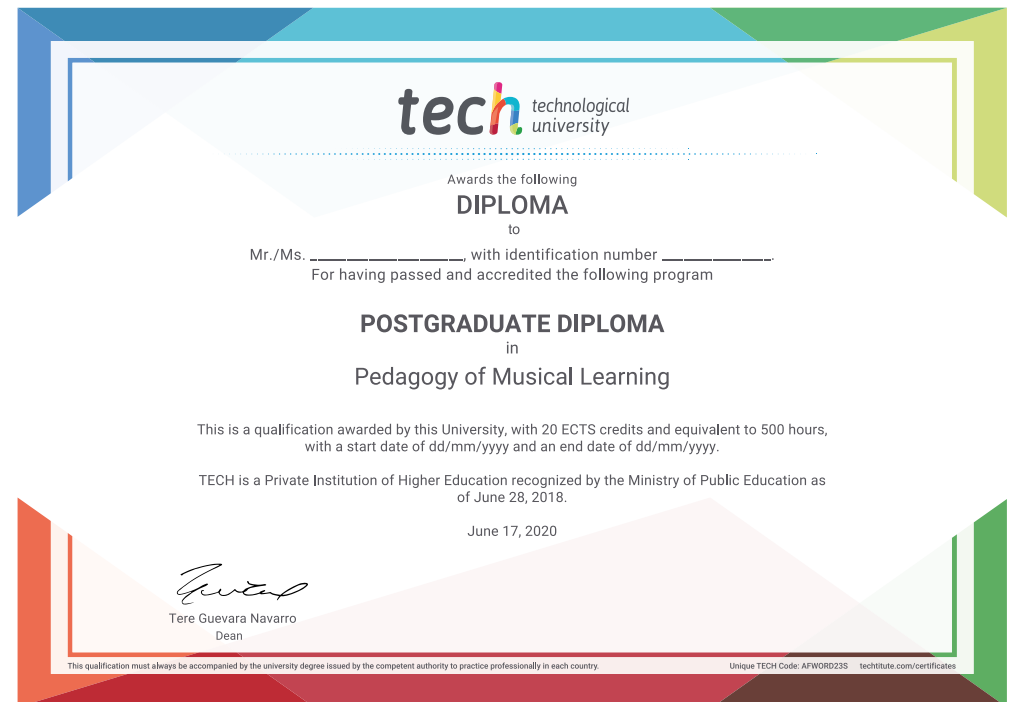 tech technological
university
Awards the following
DIPLOMA
to
Mr./Ms. ____________________, with identification number ______________.
For having passed and accredited the following program
POSTGRADUATE DIPLOMA
in
Pedagogy of Musical Learning
This is a qualification awarded by this University, with 20 ECTS credits and equivalent to 500 hours,
with a start date of dd/mm/yyyy and an end date of dd/mm/yyyy.
TECH is a Private Institution of Higher Education recognized by the Ministry of Public Education as
of June 28, 2018.
June 17, 2020
Tere Guevara Navarro
Dean
This qualification must always be accompanied by the university degree issued by the competent authority to practice professionally in each country.
Unique TECH Code: AFWORD23S techtitute.com/certificates